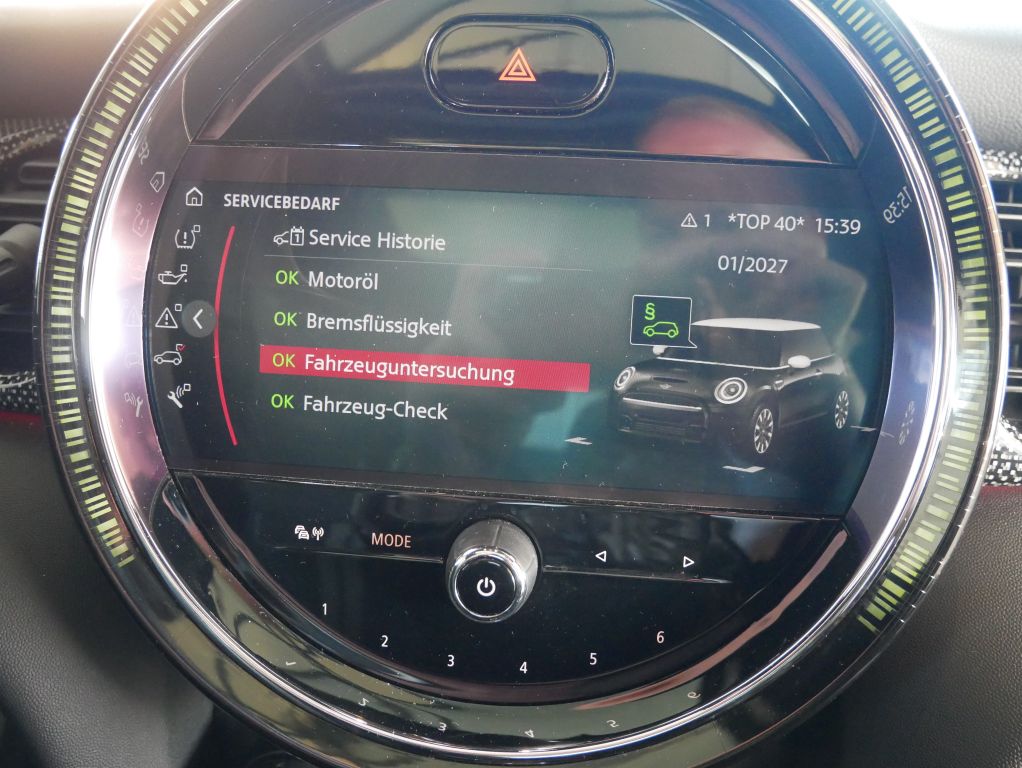 SERVICEBEDARF
1 *TOP 40* 15:39
1 Service Historie
01/2027
OK Motoröl
OK Bremsflüssigkeit
§
OK Fahrzeuguntersuchung
OK Fahrzeug-Check
MODE
1 2 3 4 5 6